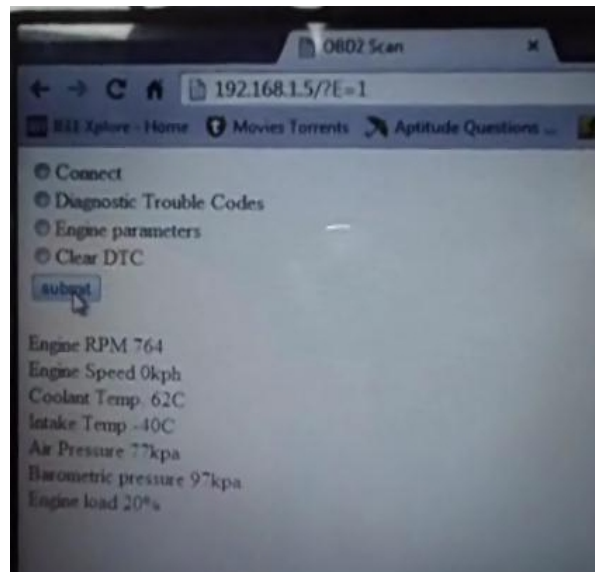 OBD2 Scan
192.168.1.5/?E=1
Xplore - Home Movies Torrents Aptitude Questions ...
Connect
Diagnostic Trouble Codes
Engine parameters
Clear DTC
submit
Engine RPM 764
Engine Speed 0kph
Coolant Temp. 62C
Intake Temp -40C
Air Pressure 77kpa
Barometric pressure 97kpa
Engine load 20%